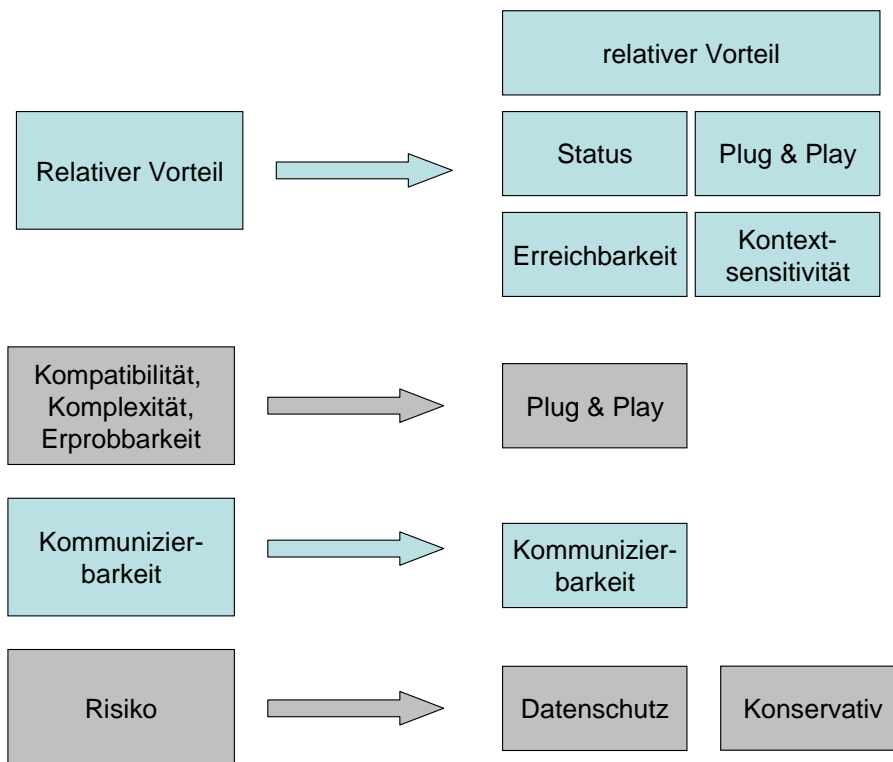 relativer Vorteil
Relativer Vorteil
Status
Plug & Play
Erreichbarkeit
Kontext-
sensitivität
Kompatibilität,
Komplexität,
Erprobbarkeit
Plug & Play
Kommunizier-
barkeit
Kommunizier-
barkeit
Risiko
Datenschutz
Konservativ